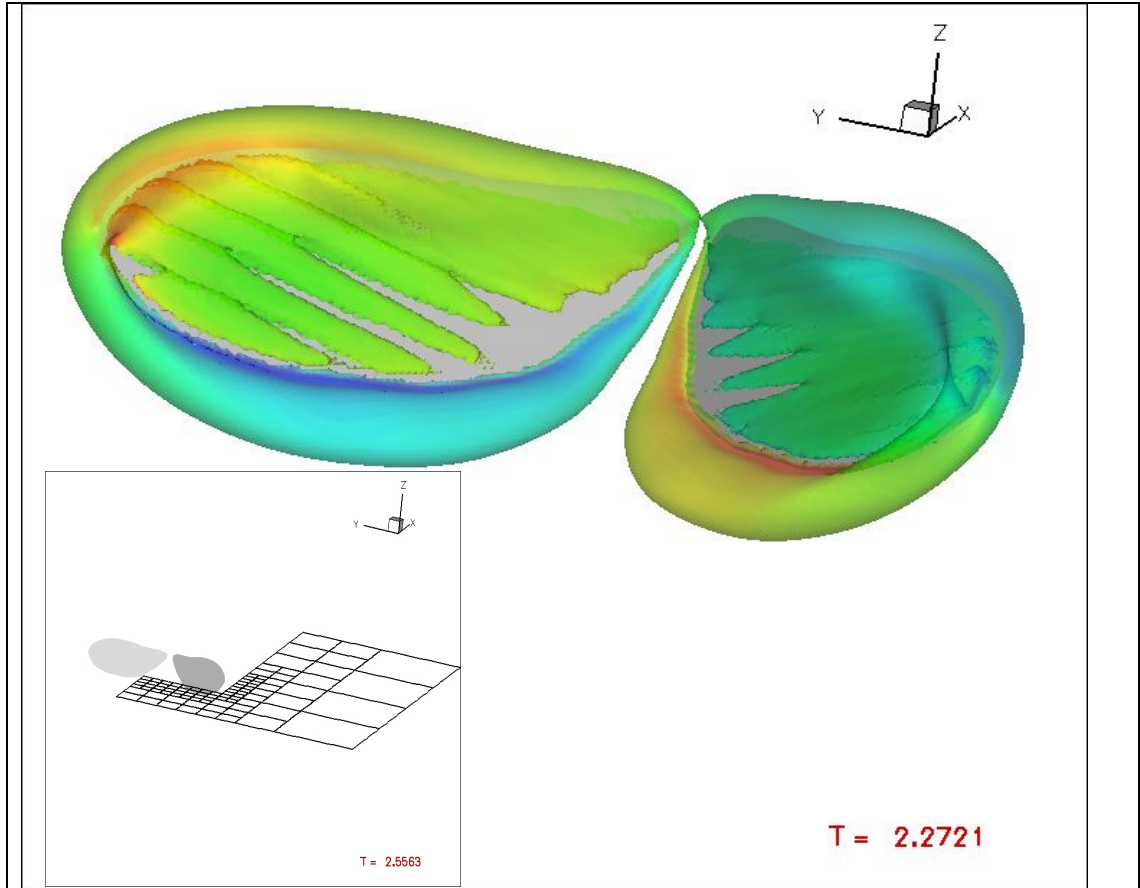 Z
Y
X
Z
Y
X
T = 2.2721
T = 2.5563